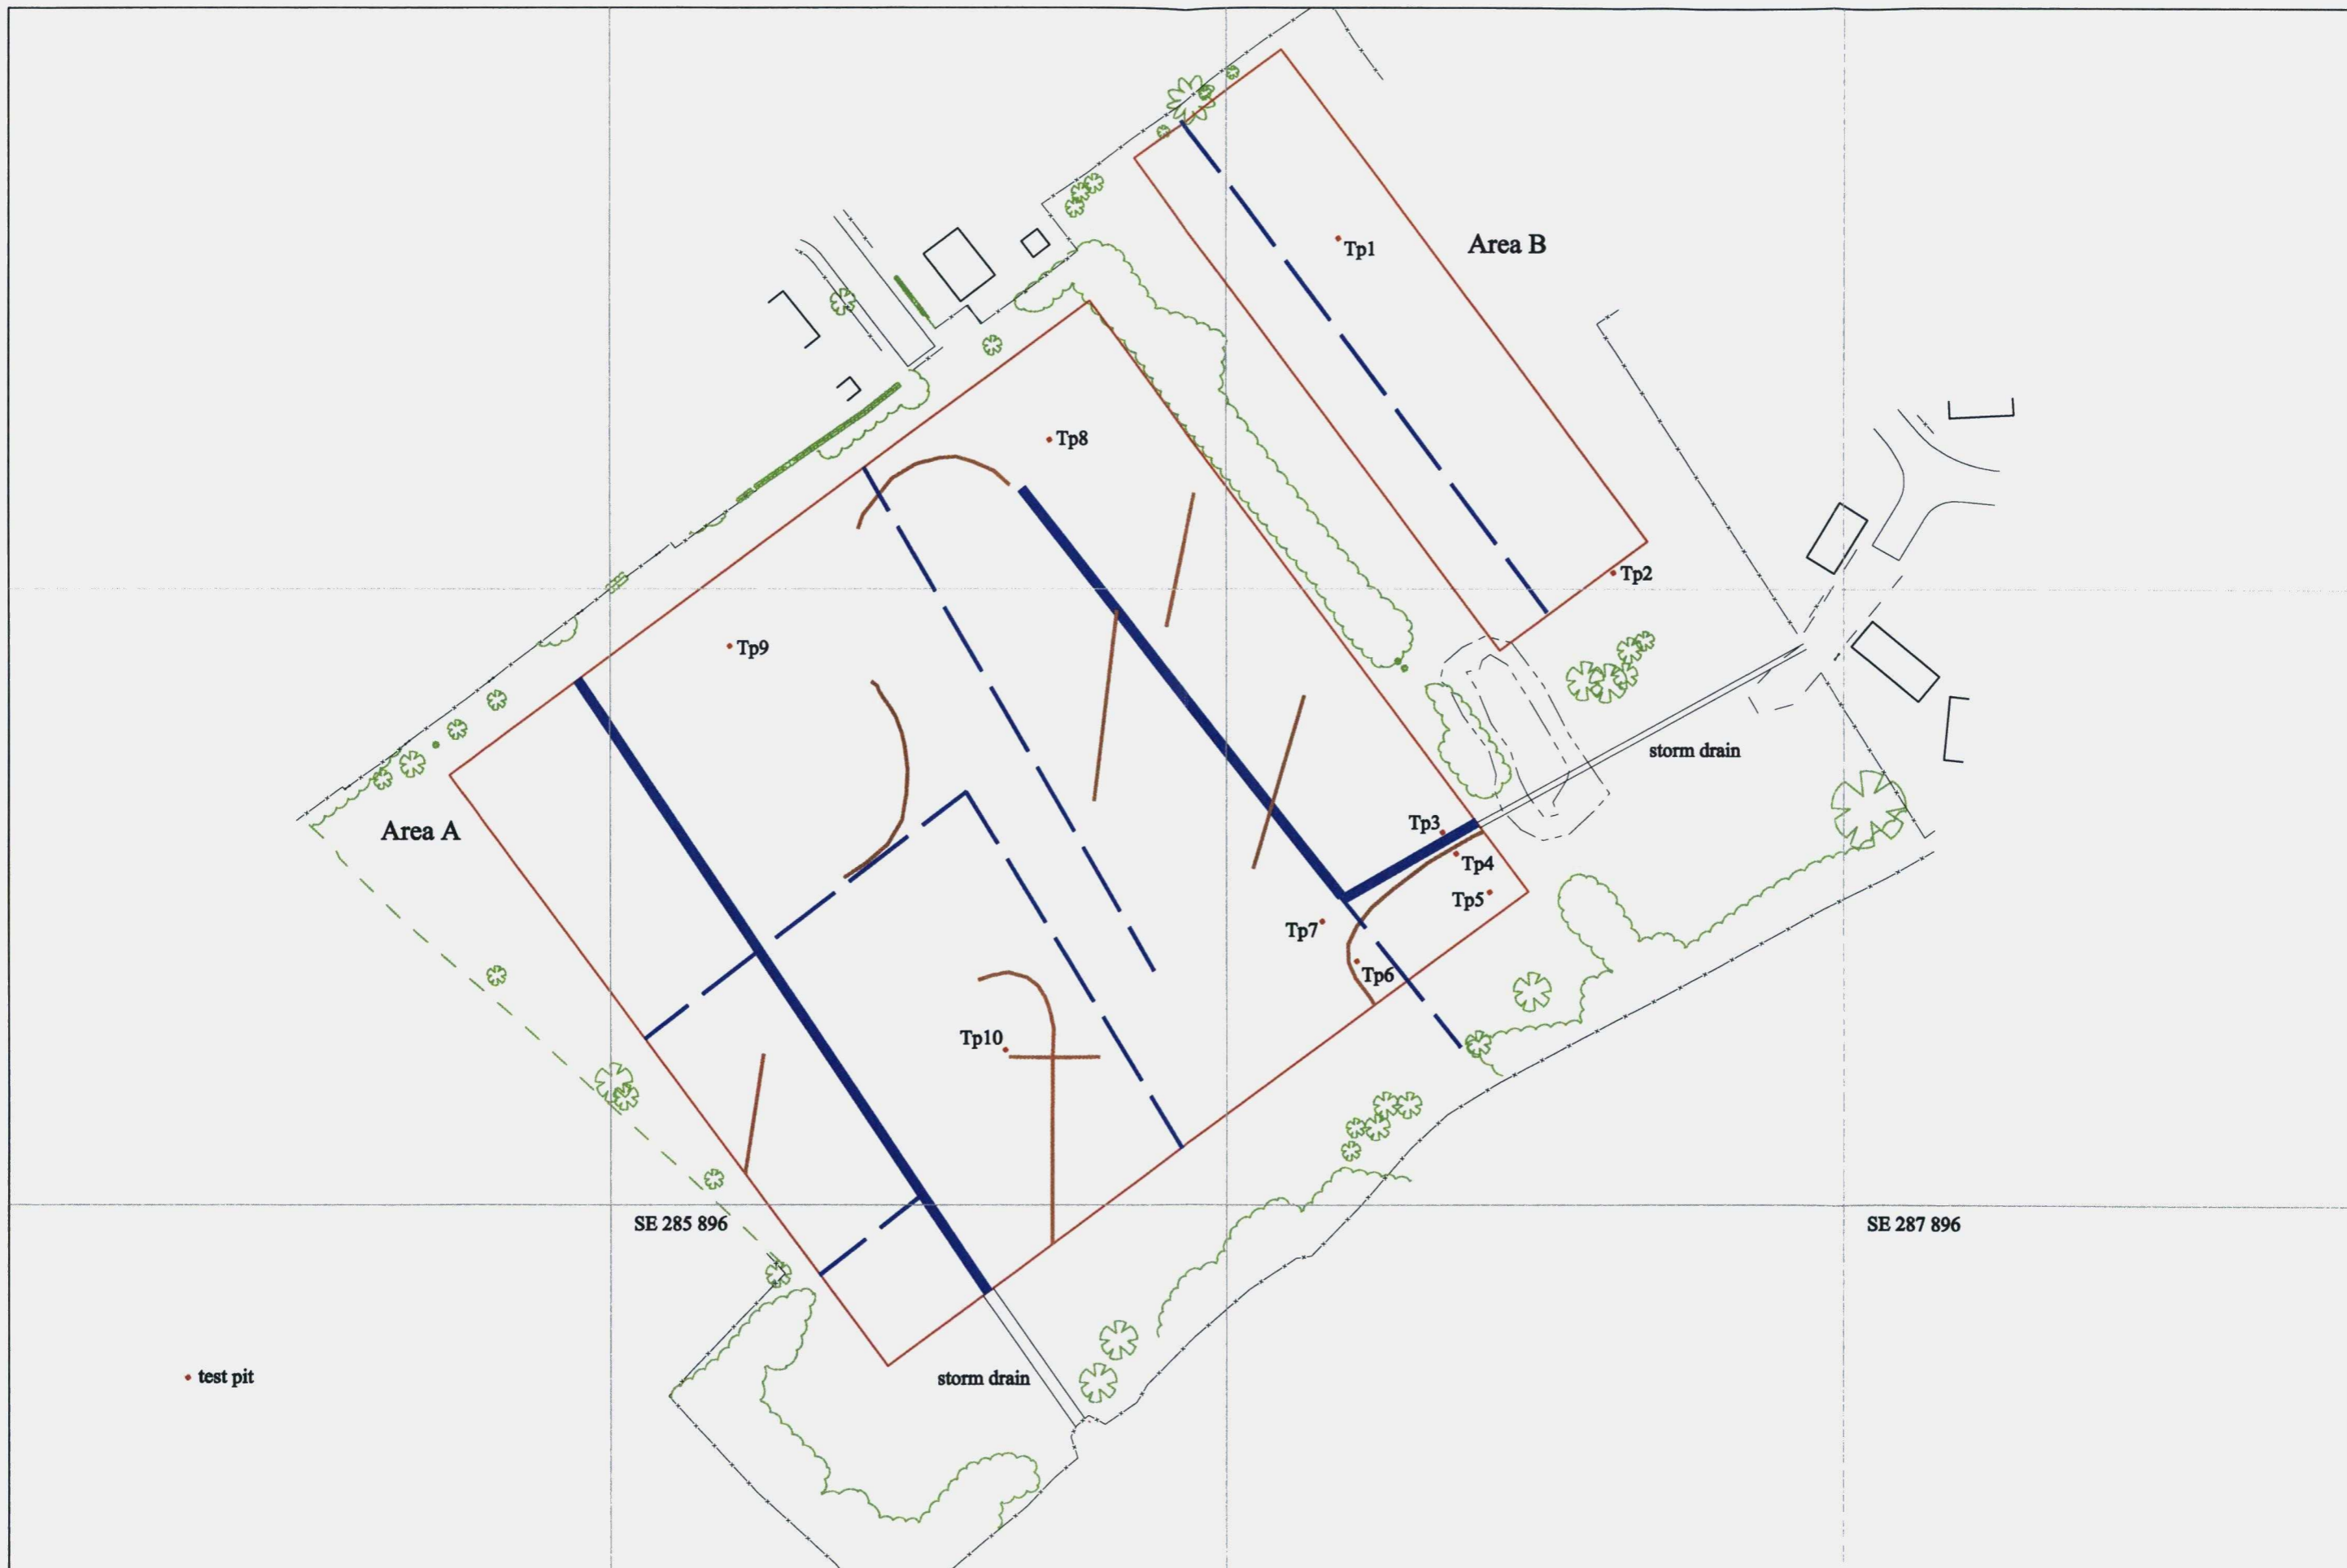 Tp1
Area B
Tp8
Tp2
Tp9
storm drain
Tp3
Area A
Tp4
Tp5
Tp7
Tp6
Tp10
SE 285 896
SE 287 896
test pit
storm drain